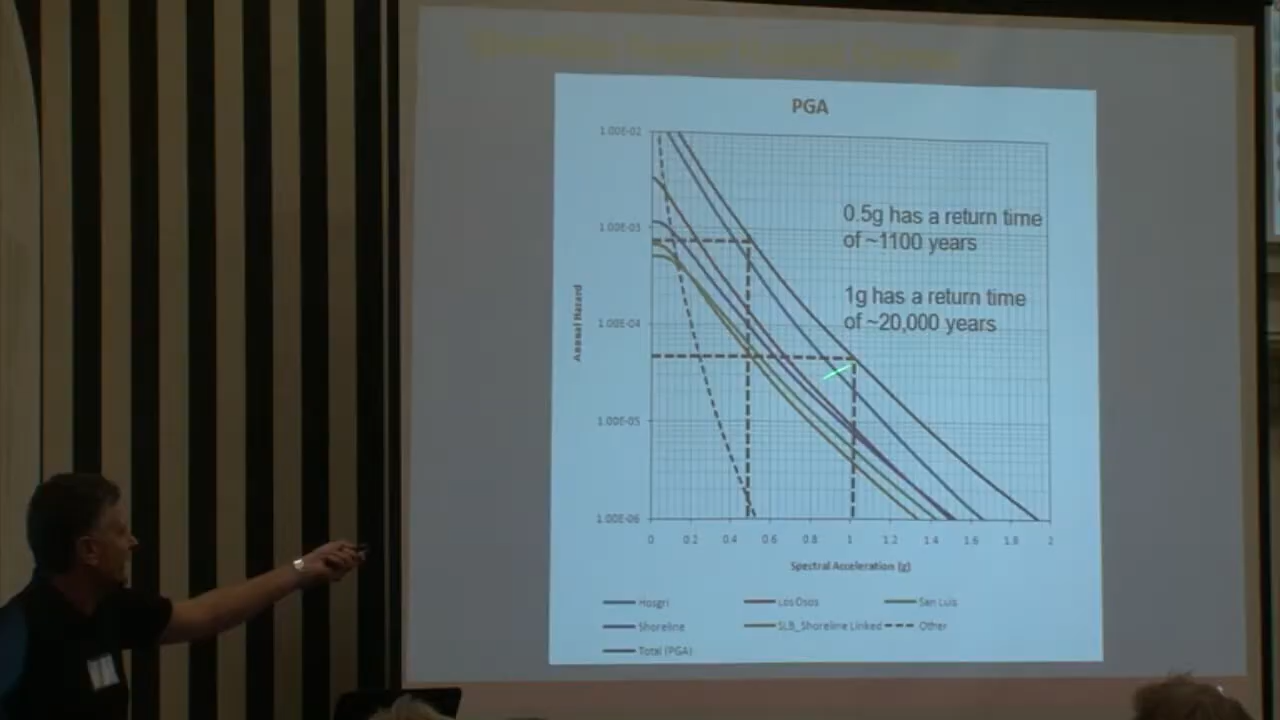 PGA
1.00E-02
0.5g has a return time
of ~1100 years
1.00E-03
1g has a return time
of ~20,000 years
1.00E-04
Annual Hazard
1.00E-05
1.00E-06
0 0.2 0.4 0.6 0.8 1 1.2 1.4 1.6 1.8 2
Spectral Acceleration (g)
Hosgri Los Osos San Luis
Shoreline SLB_Shoreline Linked Other
Total (PGA)